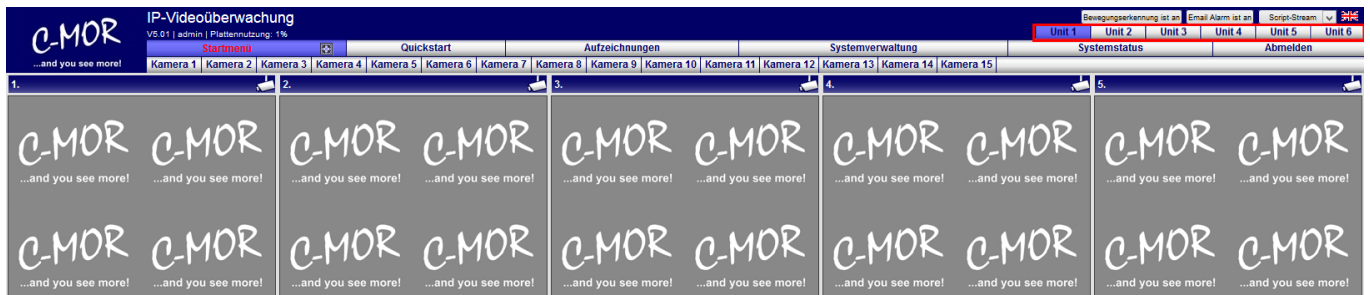 C-MOR
...and you see more!
IP-Videoüberwachung
V5.01 | admin | Plattennutzung: 1%
Bewegungserkennung ist an Email Alarm ist an Script-Stream
Unit 1 Unit 2 Unit 3 Unit 4 Unit 5 Unit 6
Startmenü Quickstart Aufzeichnungen Systemverwaltung Systemstatus Abmelden
Kamera 1 Kamera 2 Kamera 3 Kamera 4 Kamera 5 Kamera 6 Kamera 7 Kamera 8 Kamera 9 Kamera 10 Kamera 11 Kamera 12 Kamera 13 Kamera 14 Kamera 15
1. 2. 3. 4. 5.
C-MOR C-MOR C-MOR C-MOR C-MOR C-MOR C-MOR C-MOR C-MOR C-MOR
...and you see more! ...and you see more! ...and you see more! ...and you see more! ...and you see more! ...and you see more! ...and you see more! ...and you see more! ...and you see more! ...and you see more!
C-MOR C-MOR C-MOR C-MOR C-MOR C-MOR C-MOR C-MOR C-MOR C-MOR
...and you see more! ...and you see more! ...and you see more! ...and you see more! ...and you see more! ...and you see more! ...and you see more! ...and you see more! ...and you see more! ...and you see more!